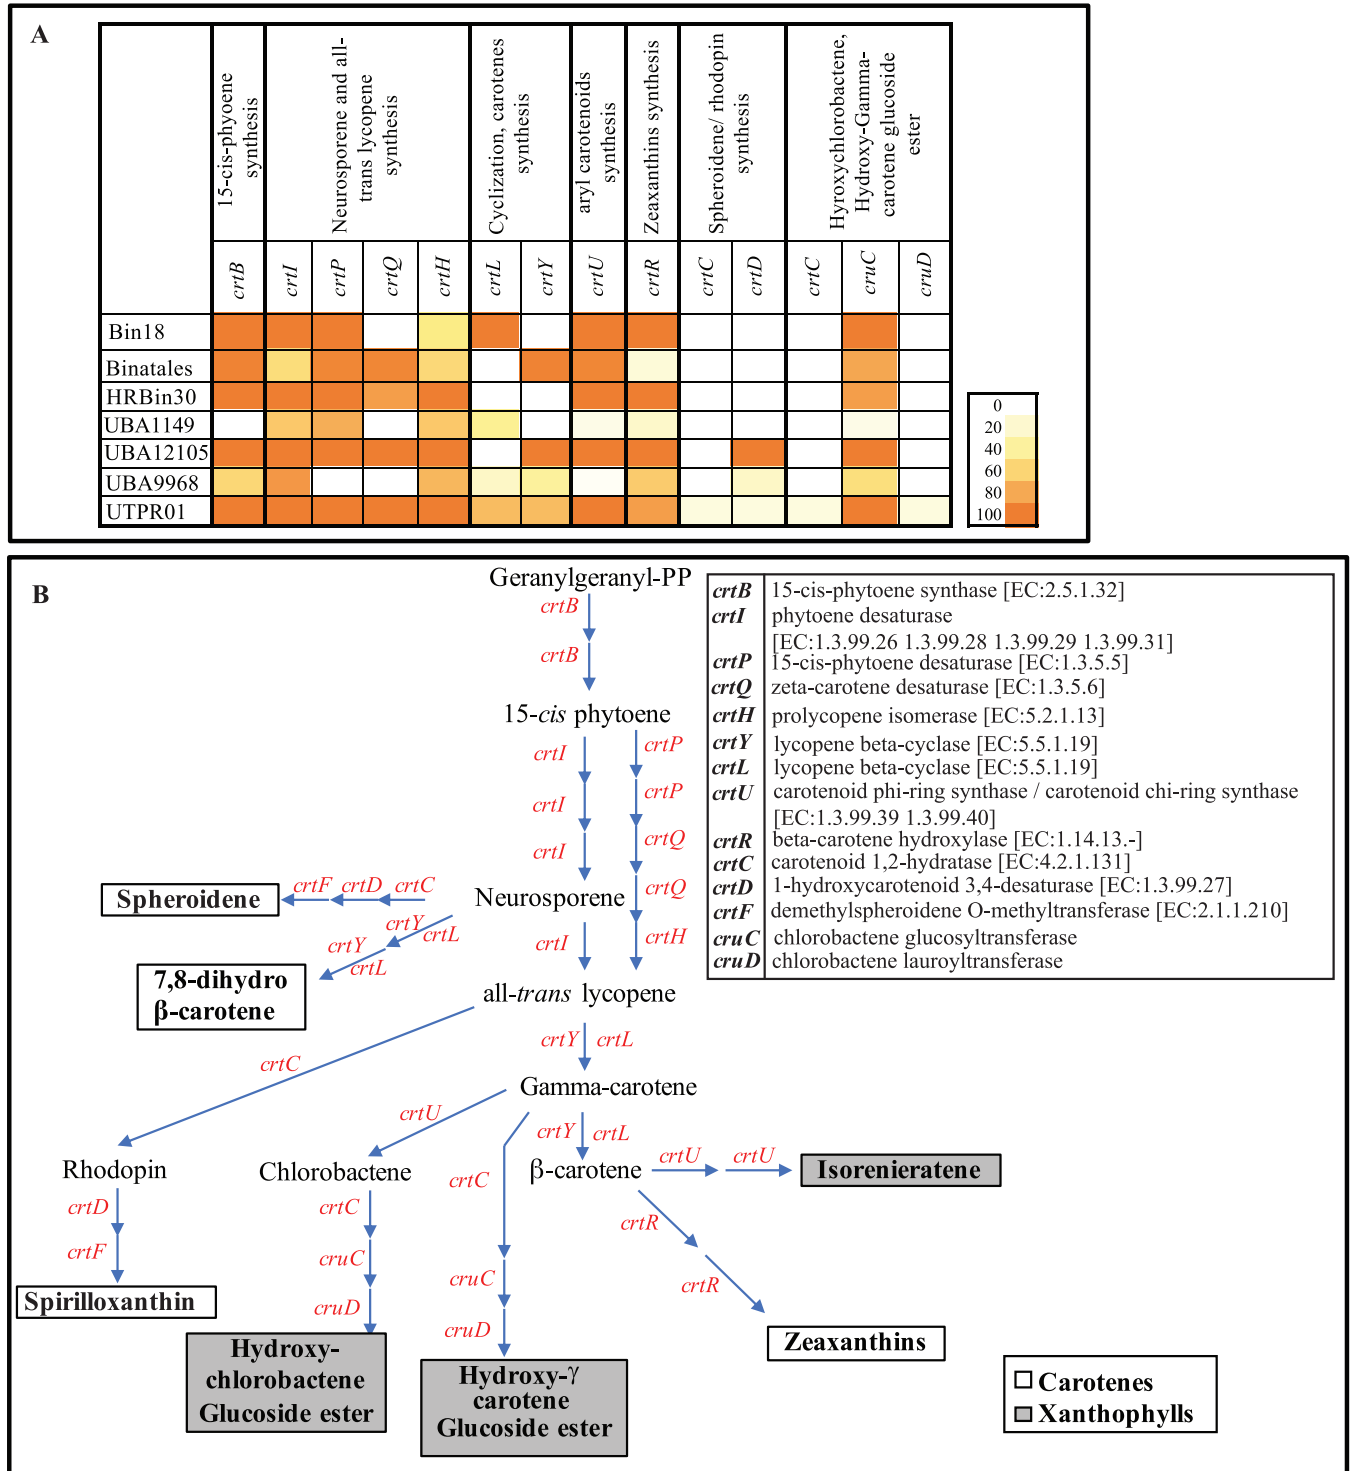 A
15-cis-phyoene
synthesis
Neurosporene and all-
trans lycopene
synthesis
Cyclization, carotenes
synthesis
aryl carotenoids
synthesis
Zeaxanthins synthesis
Spheroidene/ rhodopin
synthesis
Hyroxychlorobactene,
Hydroxy-Gamma-
carotene glucoside
ester
crtB crtI crtP crtQ crtH crtL crtY crtU crtR crtC crtD crtC cruC cruD
Bin18
Binatales
HRBin30
UBA1149
UBA12105
UBA9968
UTPR01
0
20
40
60
80
100
B
Geranylgeranyl-PP
crtB
crtB
15-cis phytoene
crtI crtP
crtI crtP
crtI crtQ
Neurosporene crtQ
crtI crtH
crtF crtD crtC
Spheroidene
crtY crtL
crtY crtL
7,8-dihydro
β-carotene
all-trans lycopene
crtC
crtY crtL
Gamma-carotene
crtU
crtC
crtY crtL
Rhodopin
Chlorobactene
β-carotene
crtU crtU
Isorenieratene
crtD
crtF
Spirilloxanthin
crtC
cruC
cruD
Hydroxy-
chlorobactene
Glucoside ester
cruC
cruD
Hydroxy-γ
carotene
Glucoside ester
crtR
crtR
Zeaxanthins
crtB 15-cis-phytoene synthase [EC:2.5.1.32]
crtI phytoene desaturase
[EC:1.3.99.26 1.3.99.28 1.3.99.29 1.3.99.31]
crtP 15-cis-phytoene desaturase [EC:1.3.5.5]
crtQ zeta-carotene desaturase [EC:1.3.5.6]
crtH prolycopene isomerase [EC:5.2.1.13]
crtY lycopene beta-cyclase [EC:5.5.1.19]
crtL lycopene beta-cyclase [EC:5.5.1.19]
crtU carotenoid phi-ring synthase / carotenoid chi-ring synthase
[EC:1.3.99.39 1.3.99.40]
crtR beta-carotene hydroxylase [EC:1.14.13.-]
crtC carotenoid 1,2-hydratase [EC:4.2.1.131]
crtD 1-hydroxycarotenoid 3,4-desaturase [EC:1.3.99.27]
crtF demethylspheroidene O-methyltransferase [EC:2.1.1.210]
cruC chlorobactene glucosyltransferase
cruD chlorobactene lauroyltransferase
Carotenes
Xanthophylls